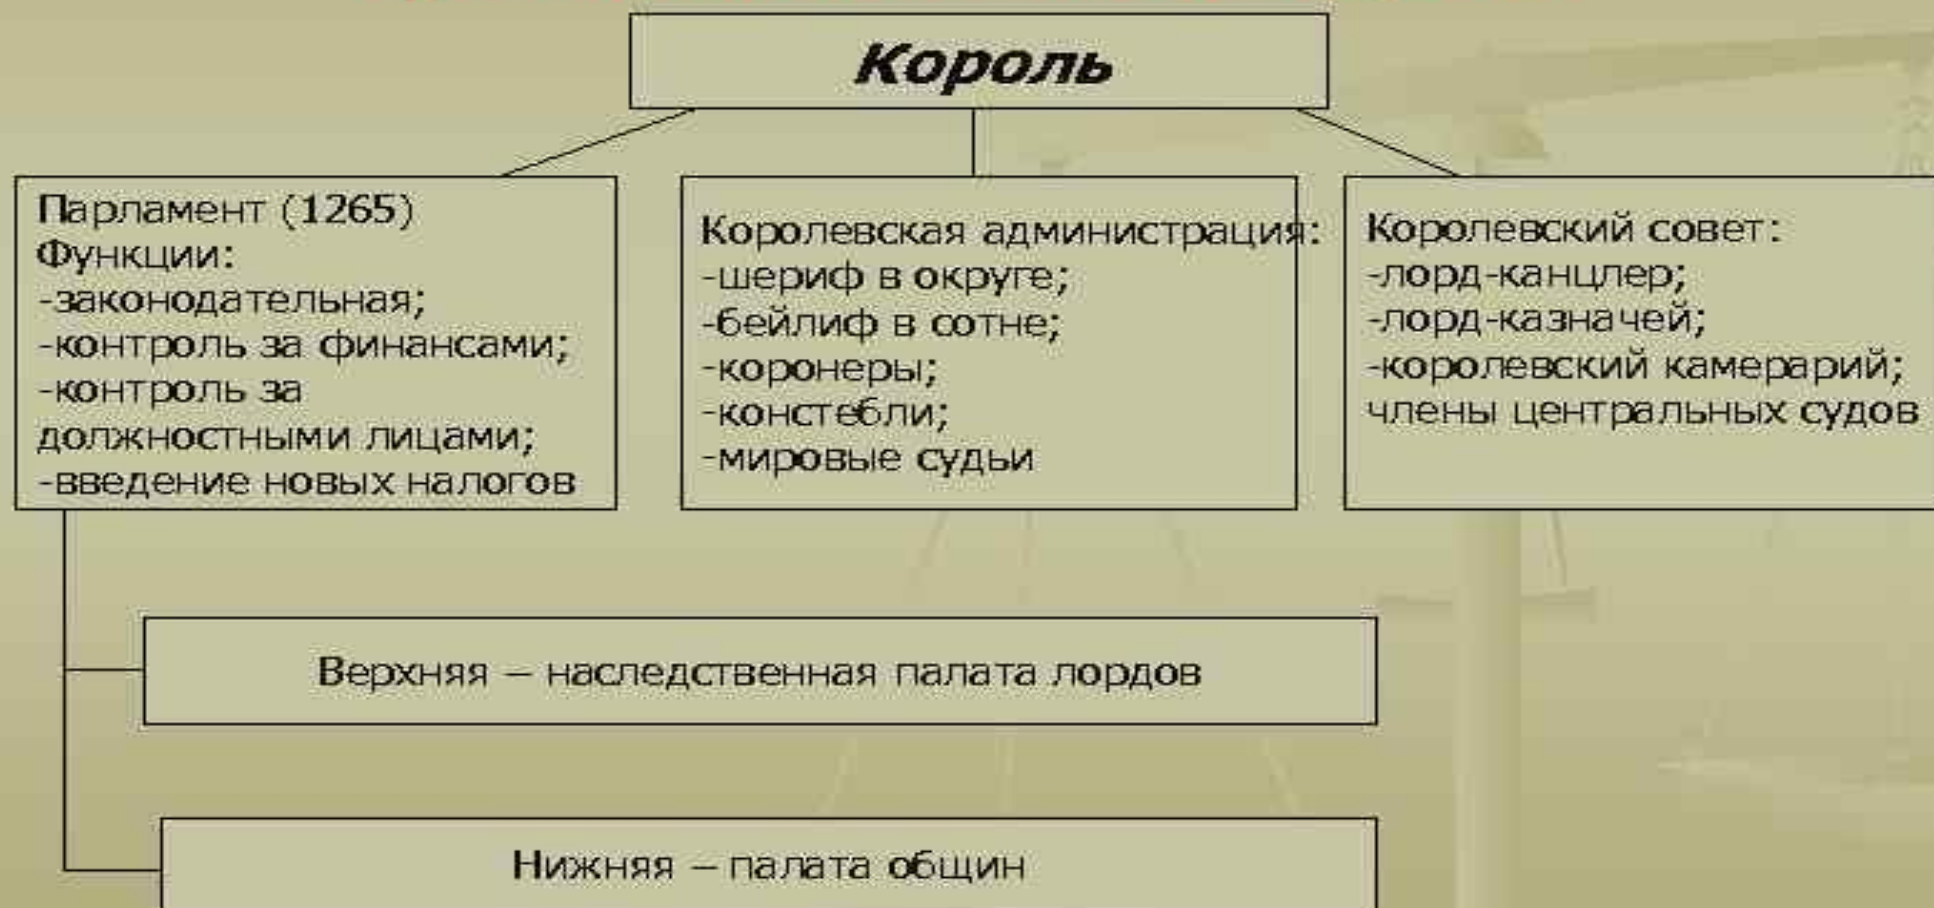 Король
Парламент (1265)
Функции:
-законодательная;
-контроль за финансами;
-контроль за
должностными лицами;
-введение новых налогов
Королевская администрация:
-шериф в округе;
-бейлиф в сотне;
-коронеры;
-констебли;
-мировые судьи
Королевский совет:
-лорд-канцлер;
-лорд-казначей;
-королевский камерарий;
члены центральных судов
Верхняя – наследственная палата лордов
Нижняя – палата общин